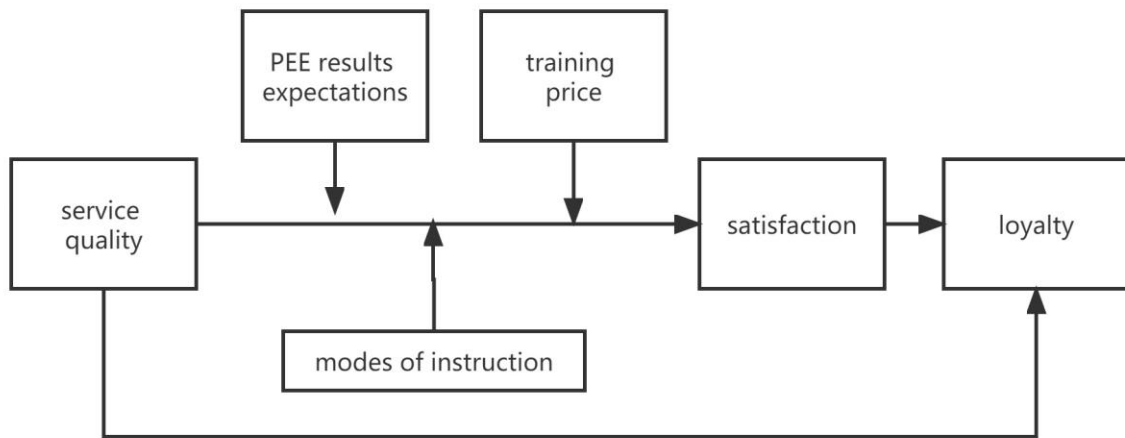 PEE results
expectations
training
price
service
quality
satisfaction
loyalty
modes of instruction